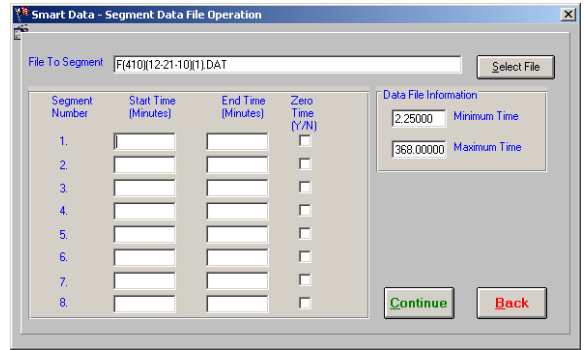 Smart Data - Segment Data File Operation
File To Segment F(410)(12-21-10)(1).DAT Select File
Segment Number Start Time (Minutes) End Time (Minutes) Zero Time (Y/N)
1.
2.
3.
4.
5.
6.
7.
8.
Data File Information
2.25000 Minimum Time
368.00000 Maximum Time
Continue Back